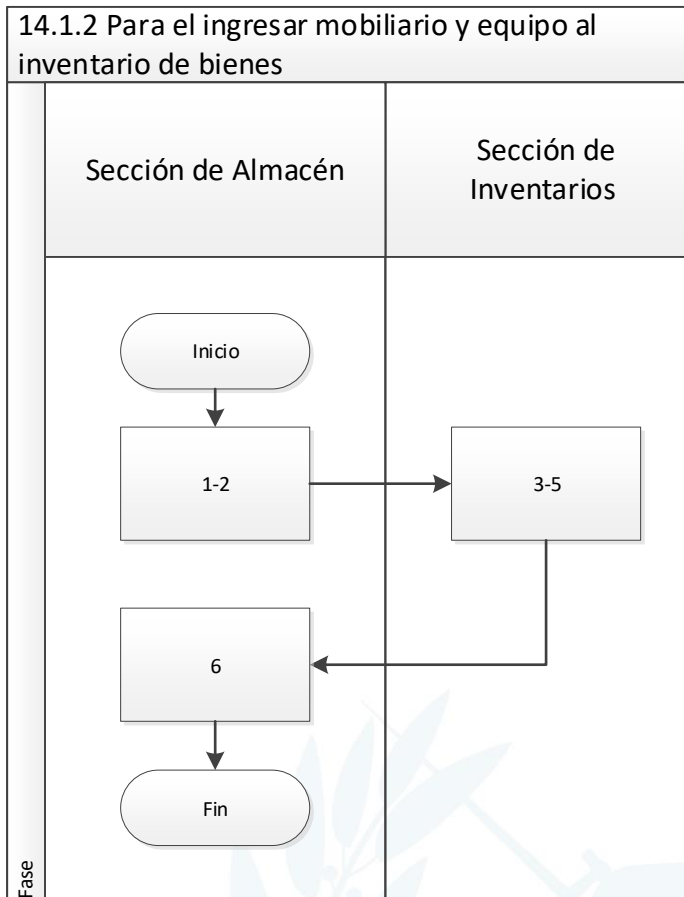 14.1.2 Para el ingresar mobiliario y equipo al
inventario de bienes
Sección de Almacén
Sección de
Inventarios
Inicio
1-2
3-5
6
Fin
Fase